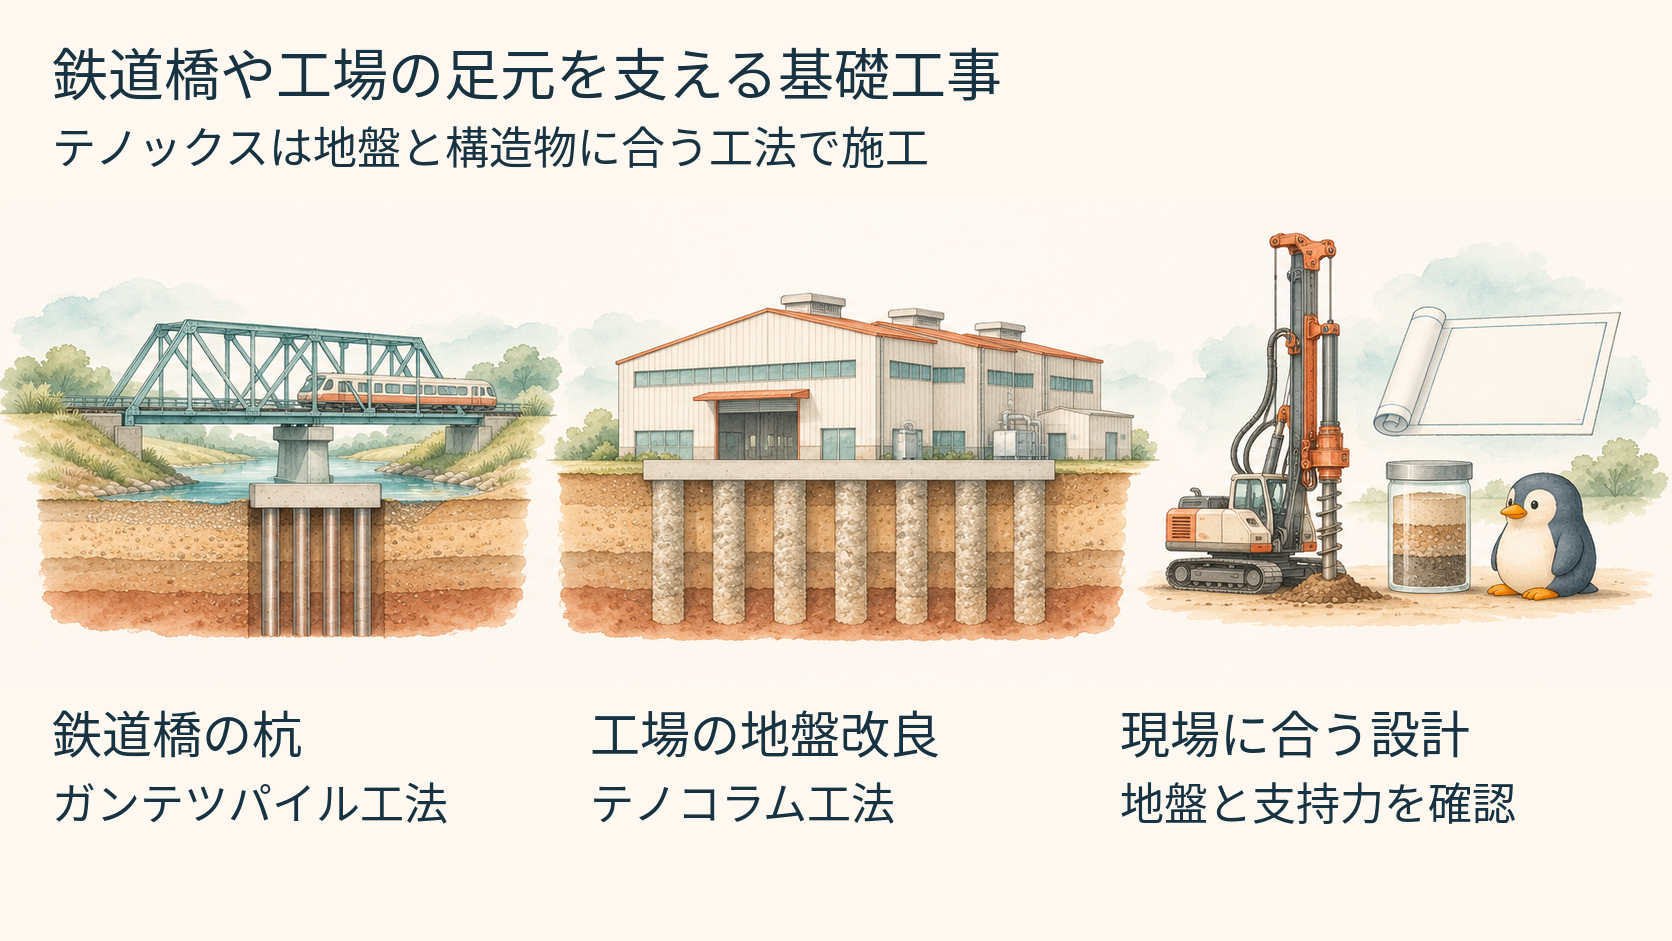 鉄道橋や工場の足元を支える基礎工事
テノックスは地盤と構造物に合う工法で施工
鉄道橋の杭
ガンテツパイル工法
工場の地盤改良
テノコラム工法
現場に合う設計
地盤と支持力を確認